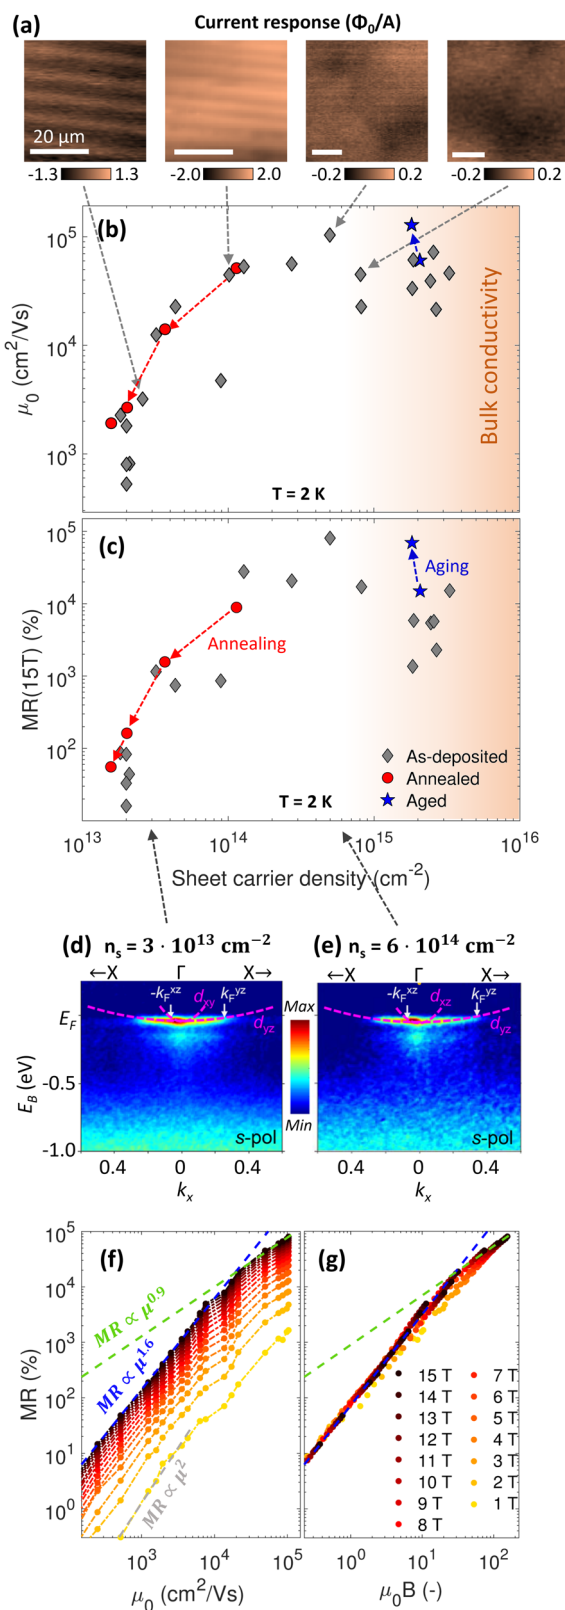 (a) Current response (Φ₀/A)
20 μm
-1.3 1.3 -2.0 2.0 -0.2 0.2 -0.2 0.2
(b)
10⁵
10⁴
10³
μ₀ (cm²/Vs)
Bulk conductivity
T = 2 K
(c)
10⁵
10⁴
10³
10²
MR(15T) (%)
Aging
Annealing
As-deposited
Annealed
Aged
T = 2 K
10¹³ 10¹⁴ 10¹⁵ 10¹⁶
Sheet carrier density (cm⁻²)
(d) nₛ = 3 · 10¹³ cm⁻²
←X Γ X→
-k_F^xz d_xy k_F^yz
d_yz
E_F
-0.5
-1.0
E_B (eV)
s-pol
0.4 0 0.4
kₓ
Max
Min
(e) nₛ = 6 · 10¹⁴ cm⁻²
←X Γ X→
-k_F^xz d_xz k_F^yz
d_yz
s-pol
0.4 0 0.4
kₓ
(f)
10⁵
10⁴
10³
10²
10¹
10⁰
MR (%)
MR ∝ μ^0.9
MR ∝ μ^1.6
MR ∝ μ²
10³ 10⁴ 10⁵
μ₀ (cm²/Vs)
(g)
15 T
14 T
13 T
12 T
11 T
10 T
9 T
8 T
7 T
6 T
5 T
4 T
3 T
2 T
1 T
10⁰ 10¹ 10²
μ₀B (-)